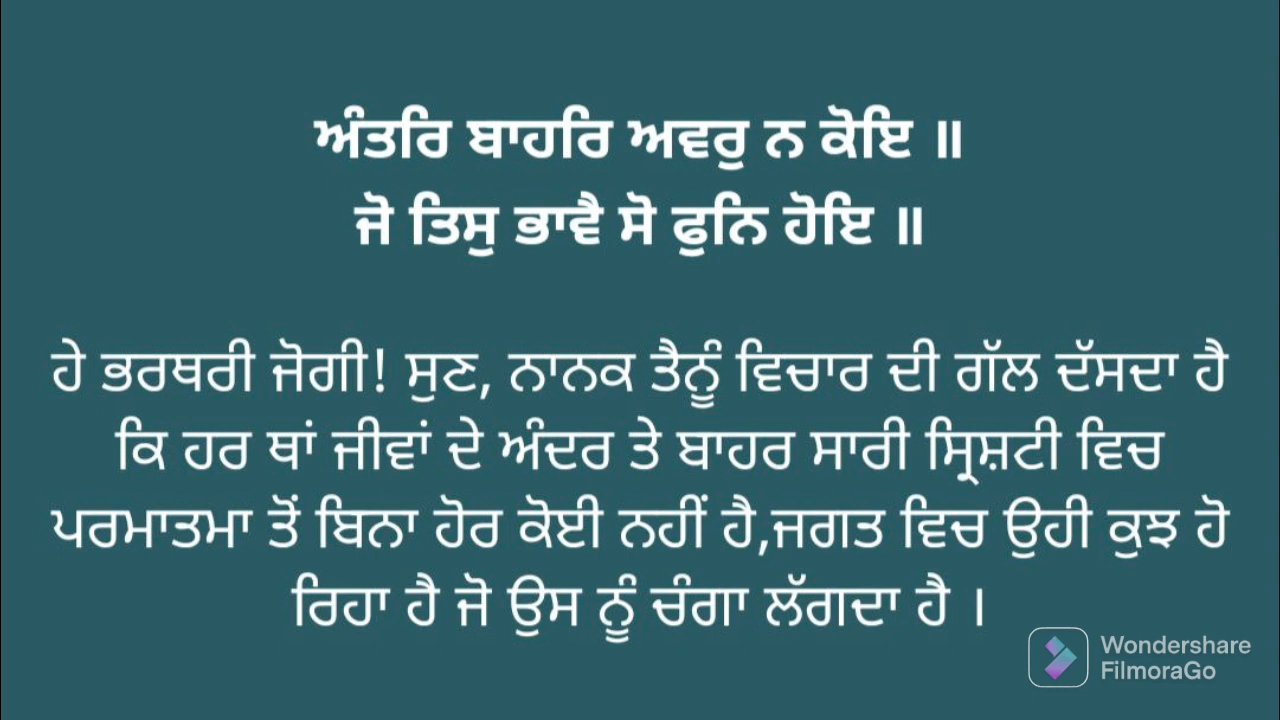 ਅੰਤਰਿ ਬਾਹਰਿ ਅਵਰੁ ਨ ਕੋਇ ॥
ਜੋ ਤਿਸੁ ਭਾਵੈ ਸੋ ਫੁਨਿ ਹੋਇ ॥
ਹੇ ਭਰਥਰੀ ਜੋਗੀ! ਸੁਣ, ਨਾਨਕ ਤੈਨੂੰ ਵਿਚਾਰ ਦੀ ਗੱਲ ਦੱਸਦਾ ਹੈ
ਕਿ ਹਰ ਥਾਂ ਜੀਵਾਂ ਦੇ ਅੰਦਰ ਤੇ ਬਾਹਰ ਸਾਰੀ ਸ੍ਰਿਸ਼ਟੀ ਵਿਚ
ਪਰਮਾਤਮਾ ਤੋਂ ਬਿਨਾ ਹੋਰ ਕੋਈ ਨਹੀਂ ਹੈ,ਜਗਤ ਵਿਚ ਉਹੀ ਕੁਝ ਹੋ
ਰਿਹਾ ਹੈ ਜੋ ਉਸ ਨੂੰ ਚੰਗਾ ਲੱਗਦਾ ਹੈ ।
Wondershare
FilmoraGo